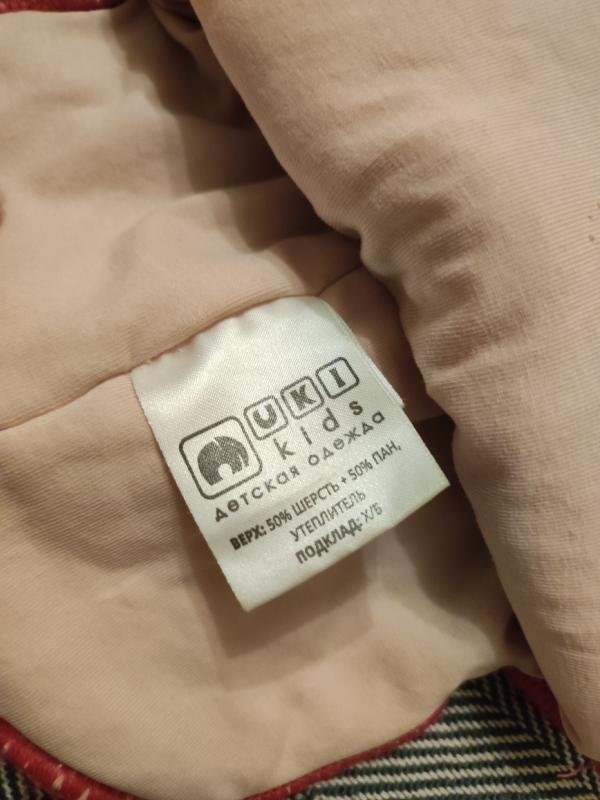 UKI
kids
детская одежда
ВЕРХ: 50% ШЕРСТЬ + 50% ПАН,
УТЕПЛИТЕЛЬ
ПОДКЛАД: Х/Б